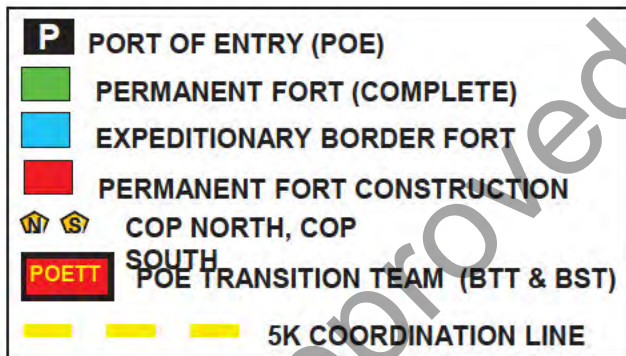 P PORT OF ENTRY (POE)
PERMANENT FORT (COMPLETE)
EXPEDITIONARY BORDER FORT
PERMANENT FORT CONSTRUCTION
N S COP NORTH, COP
SOUTH
POETT POE TRANSITION TEAM (BTT & BST)
5K COORDINATION LINE
pproved